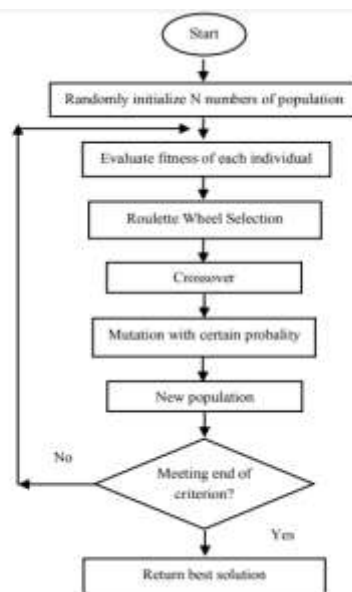 Start
Randomly initialize N numbers of population
Evaluate fitness of each individual
Roulette Wheel Selection
Crossover
Mutation with certain probality
New population
No
Meeting end of
criterion?
Yes
Return best solution